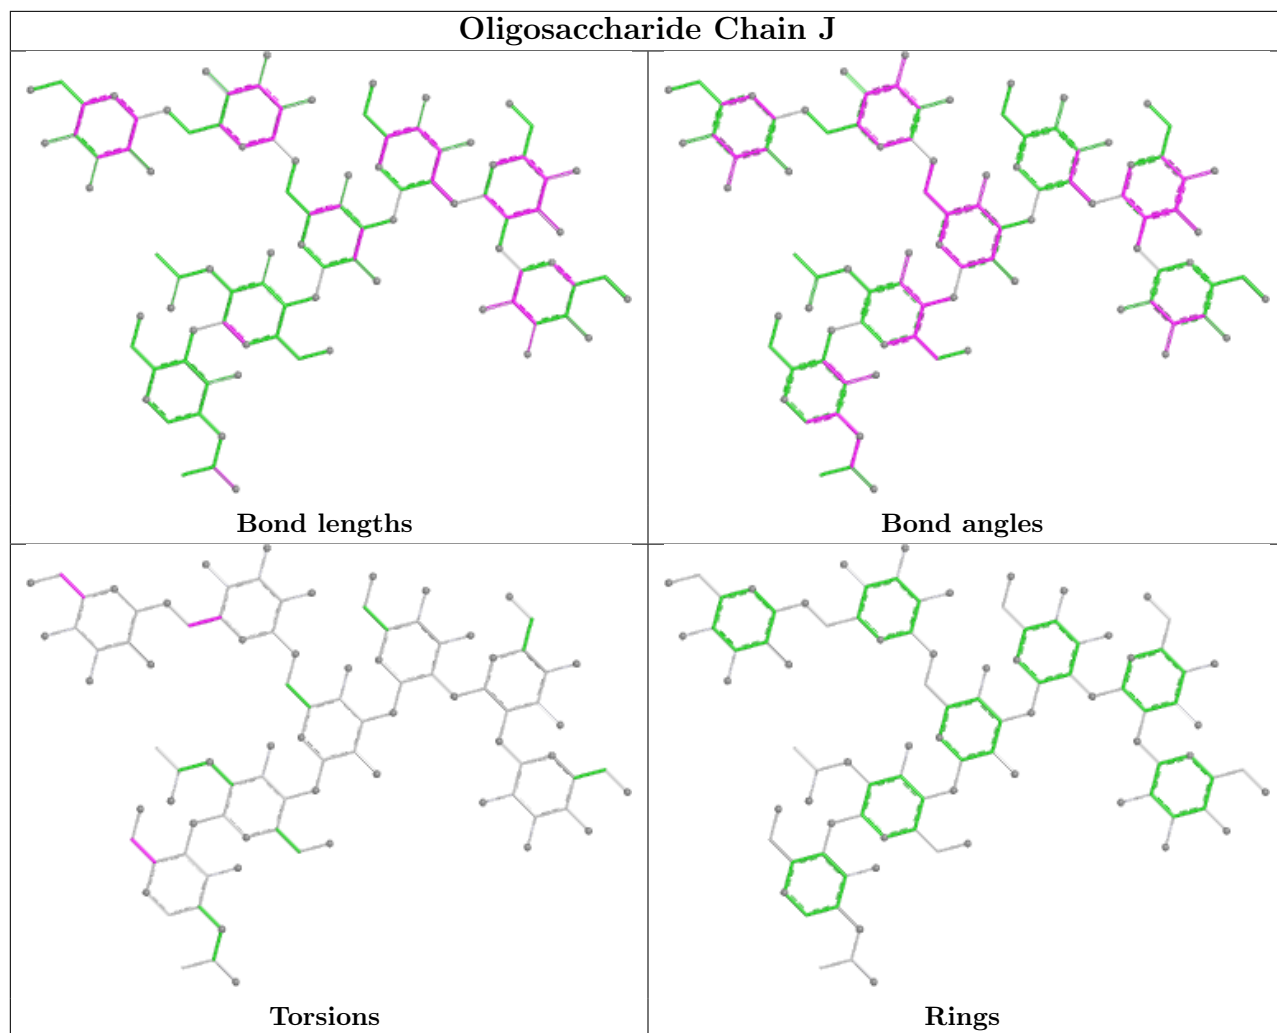 Oligosaccharide Chain J
Bond lengths
Bond angles
Torsions
Rings